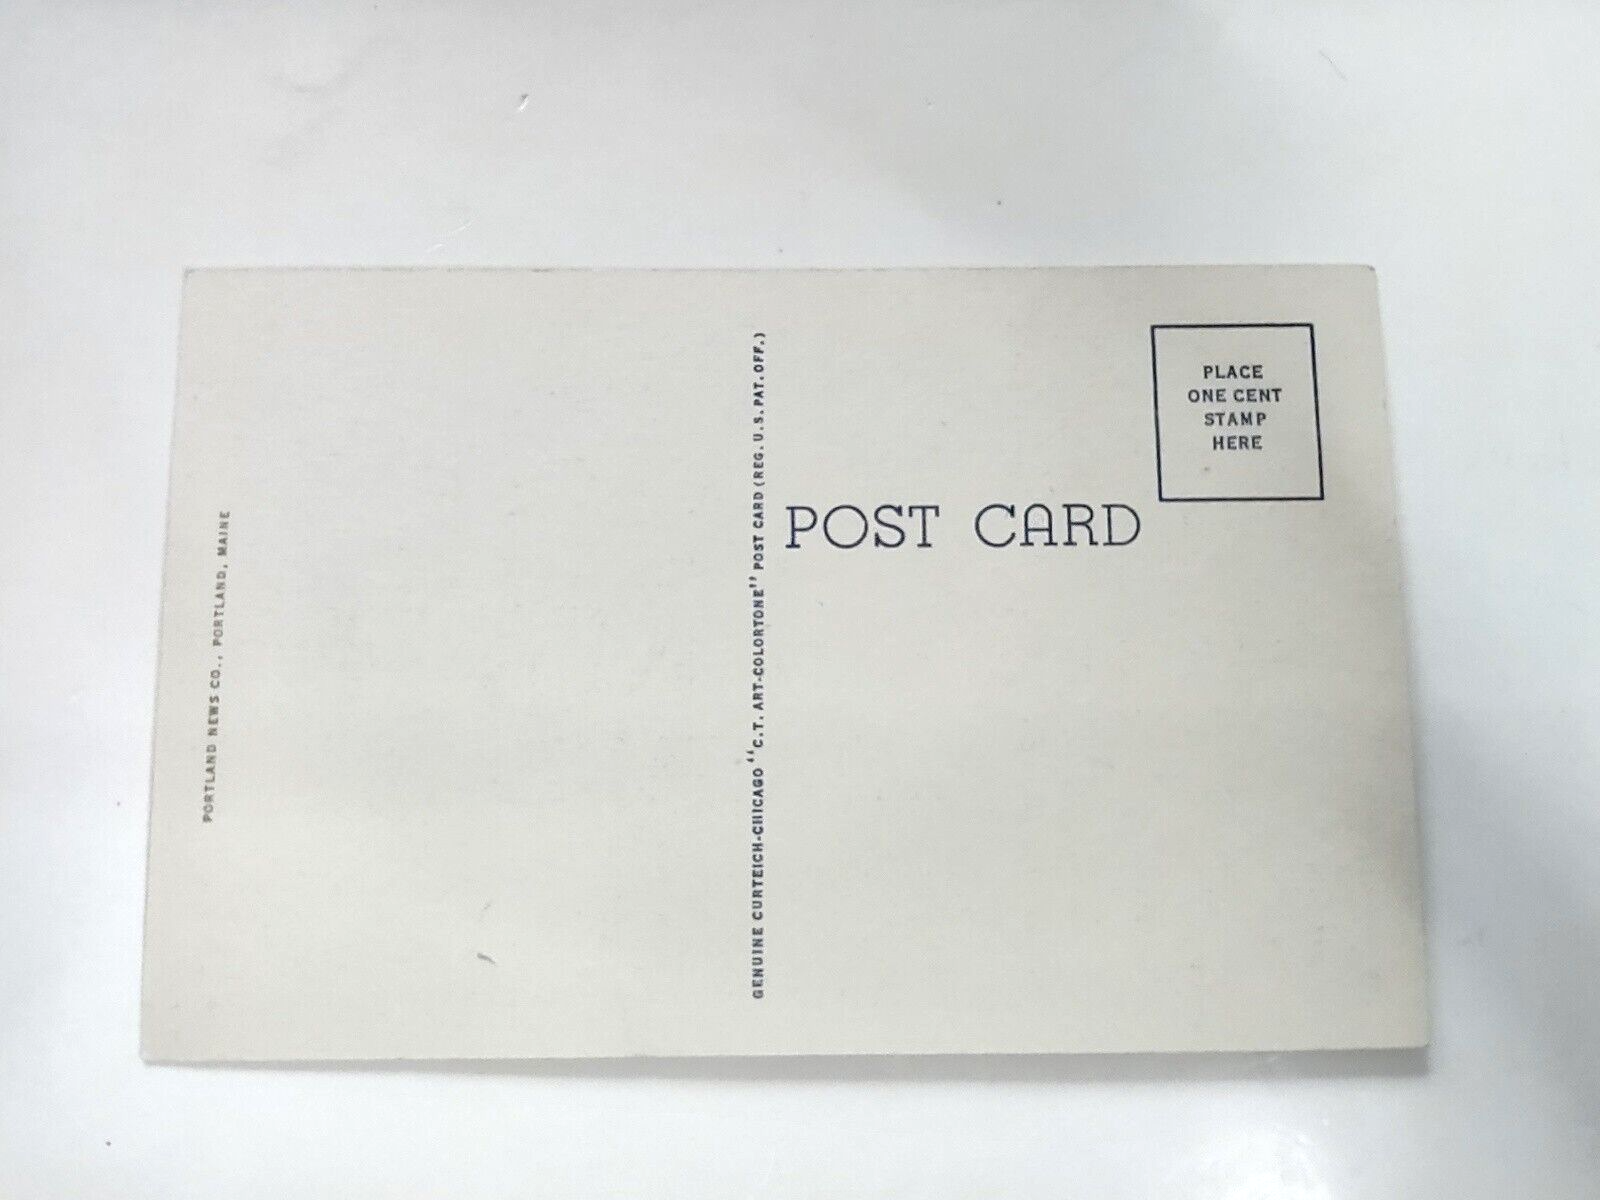 PORTLAND NEWS CO., PORTLAND, MAINE
GENUINE CURTEICH-CHICAGO "C.T. ART-COLORTONE" POST CARD (REG. U.S. PAT. OFF.)
POST CARD
PLACE
ONE CENT
STAMP
HERE